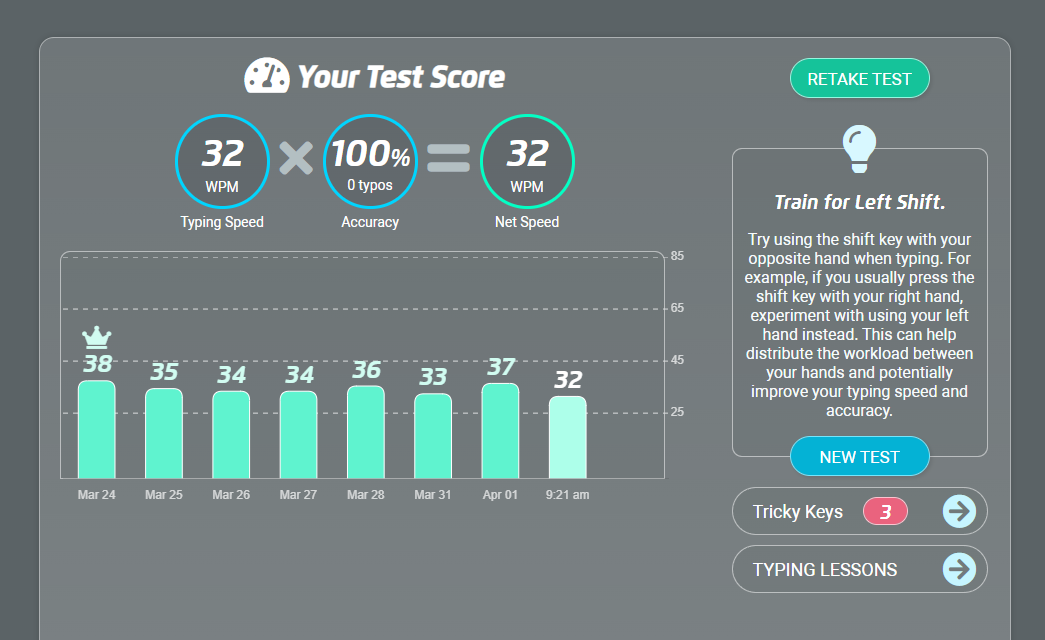 Your Test Score
RETAKE TEST
32
WPM
Typing Speed
100%
0 typos
Accuracy
32
WPM
Net Speed
85
65
45
25
38
35
34
34
36
33
37
32
Mar 24
Mar 25
Mar 26
Mar 27
Mar 28
Mar 31
Apr 01
9:21 am
Train for Left Shift.
Try using the shift key with your
opposite hand when typing. For
example, if you usually press the
shift key with your right hand,
experiment with using your left
hand instead. This can help
distribute the workload between
your hands and potentially
improve your typing speed and
accuracy.
NEW TEST
Tricky Keys 3
TYPING LESSONS